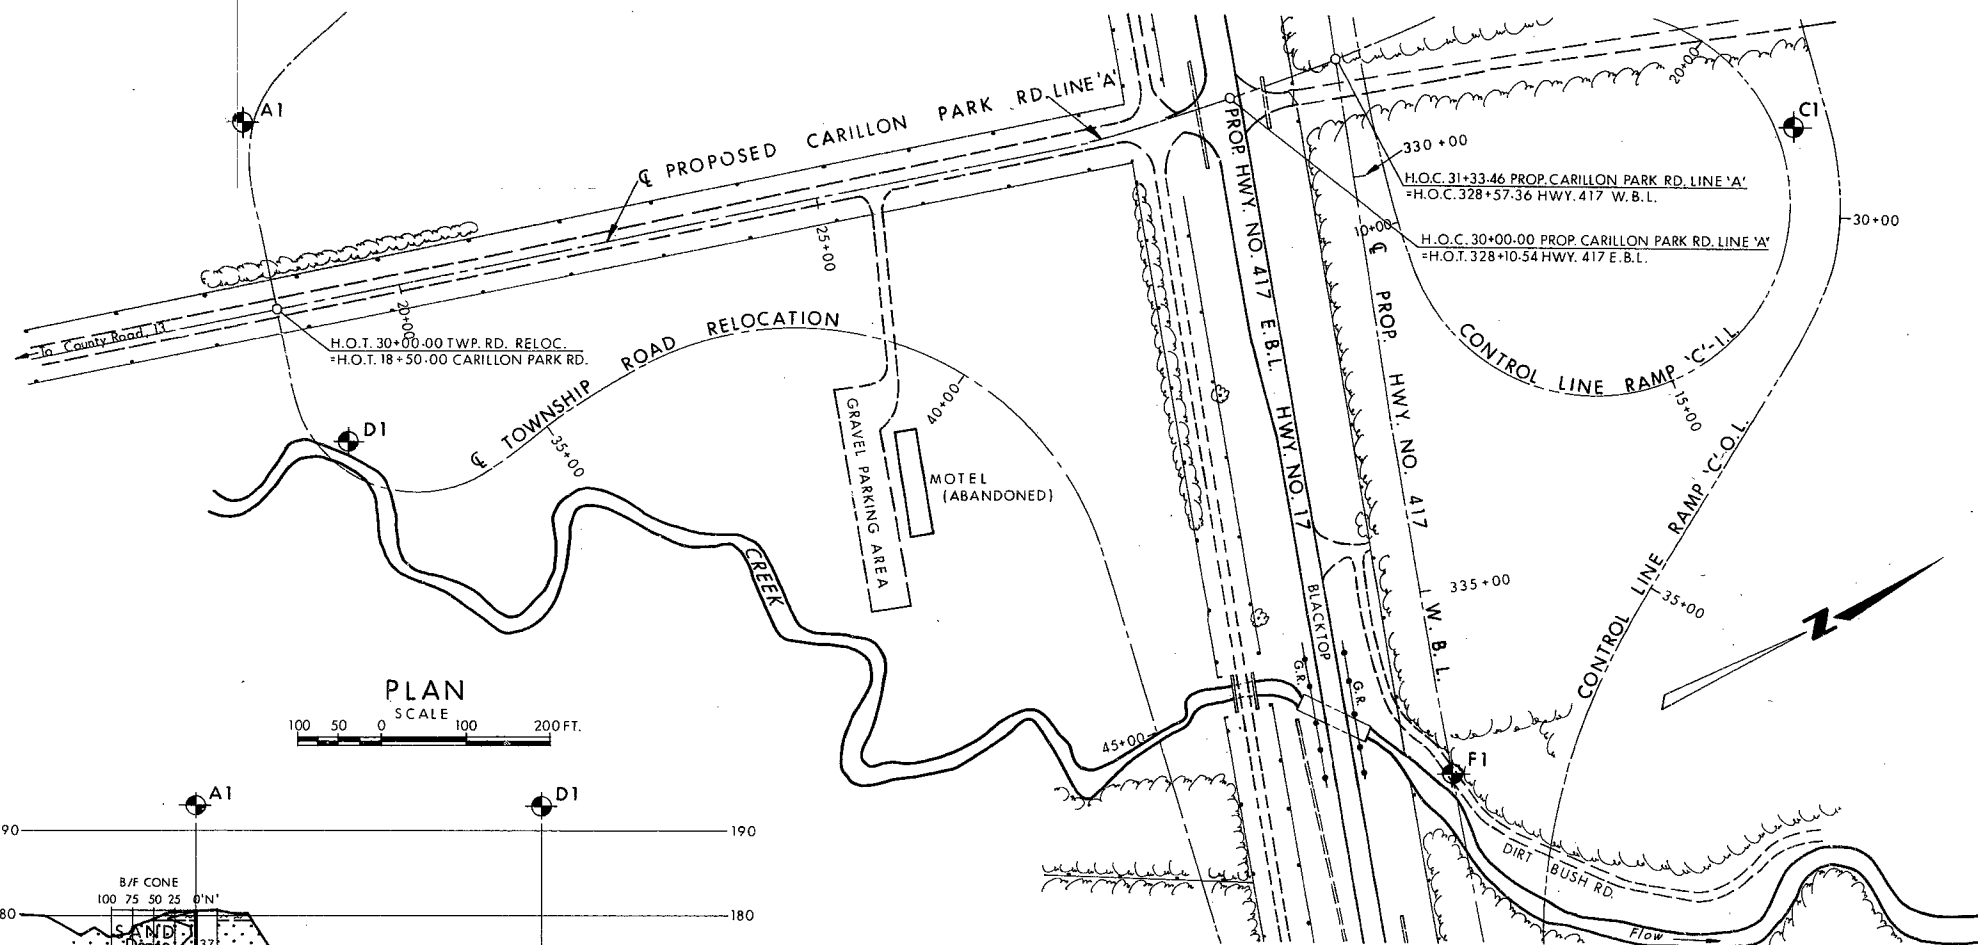 A1
C1
℄ PROPOSED CARILLON PARK RD. LINE 'A'
20+00
330+00
H.O.C. 31+33.46 PROP. CARILLON PARK RD. LINE 'A'
=H.O.C. 328+57.36 HWY. 417 W.B.L.
30+00
10+00
H.O.C. 30+00.00 PROP. CARILLON PARK RD. LINE 'A'
=H.O.T. 328+10.54 HWY. 417 E.B.L.
25+00
20+00
To County Road, 13
H.O.T. 30+00.00 TWP. RD. RELOC.
=H.O.T. 18+50.00 CARILLON PARK RD.
℄ TOWNSHIP ROAD RELOCATION
PROP. HWY. NO. 417 E.B.L. HWY. NO. 17
℄ PROP. HWY. NO. 417 W.B.L.
CONTROL LINE RAMP 'C'-I.L.
15+00
CONTROL LINE RAMP 'C'-O.L.
35+00
D1
35+00
40+00
GRAVEL PARKING AREA
MOTEL
(ABANDONED)
CREEK
BLACKTOP
335+00
N
G.R.
G.R.
PLAN
SCALE
100 50 0 100 200 FT.
45+00
F1
DIRT BUSH RD.
Flow
A1
D1
90
190
B/F CONE
100 75 50 25 0 'N'
80
180
SAND
37